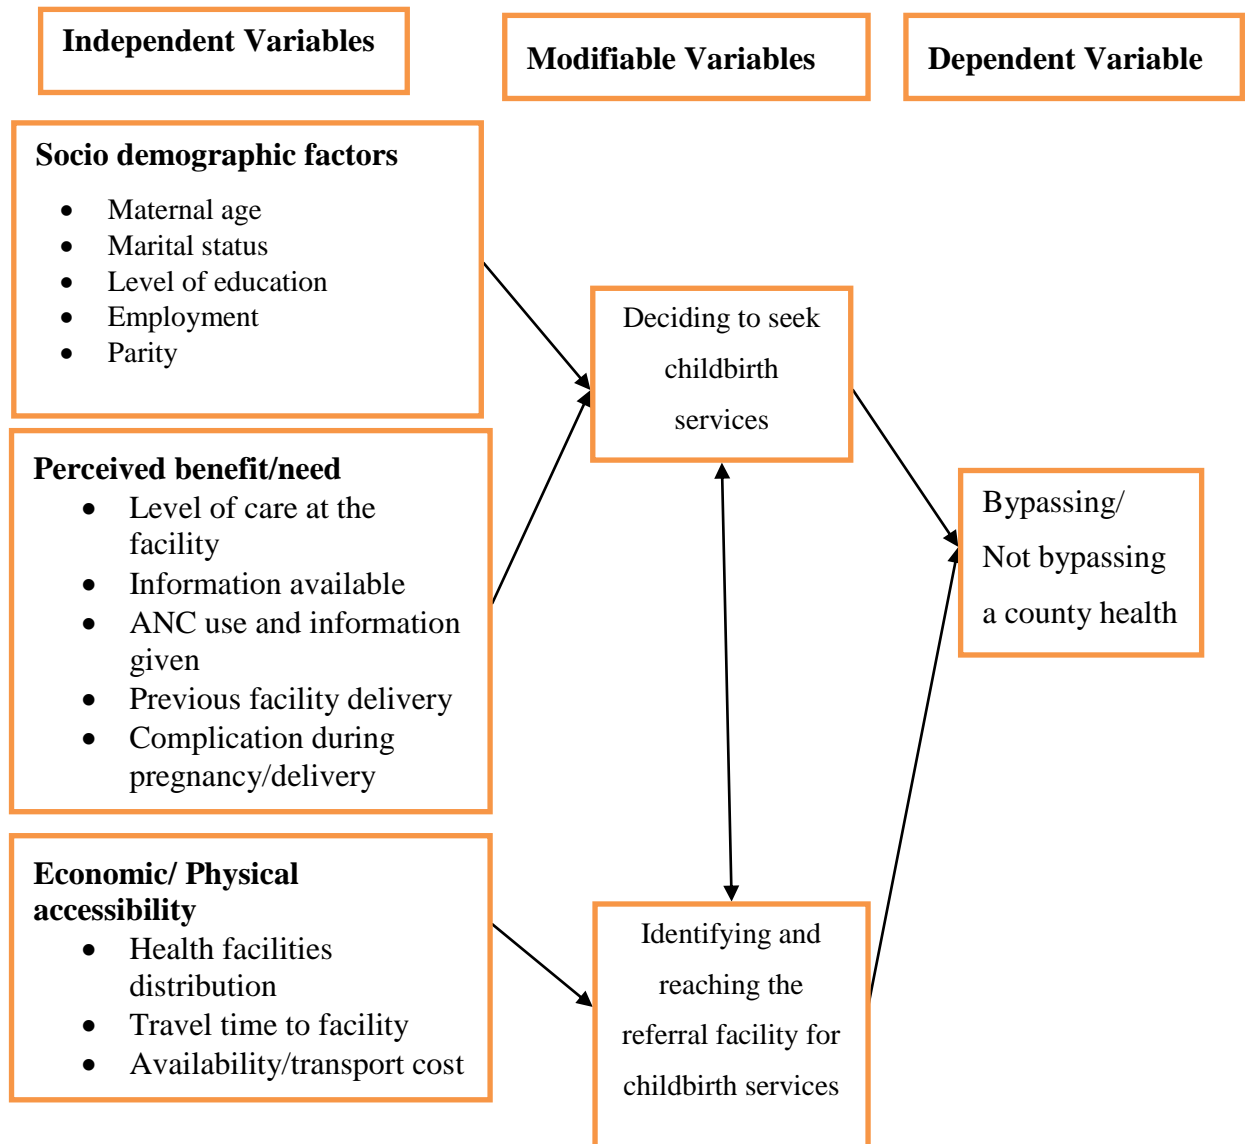 Independent Variables
Modifiable Variables
Dependent Variable
Socio demographic factors
• Maternal age
• Marital status
• Level of education
• Employment
• Parity
Perceived benefit/need
• Level of care at the
facility
• Information available
• ANC use and information
given
• Previous facility delivery
• Complication during
pregnancy/delivery
Economic/ Physical
accessibility
• Health facilities
distribution
• Travel time to facility
• Availability/transport cost
Deciding to seek
childbirth
services
Identifying and
reaching the
referral facility for
childbirth services
Bypassing/
Not bypassing
a county health